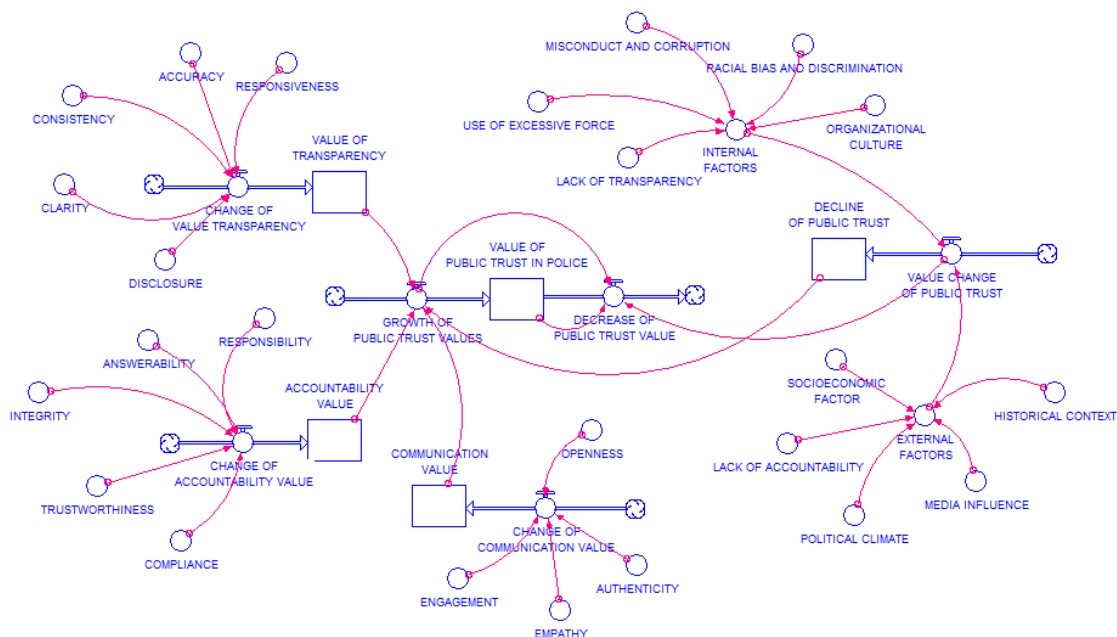 MISCONDUCT AND CORRUPTION
ACCURACY
RESPONSIVENESS
RACIAL BIAS AND DISCRIMINATION
CONSISTENCY
USE OF EXCESSIVE FORCE
ORGANIZATIONAL
CULTURE
VALUE OF
TRANSPARENCY
INTERNAL
FACTORS
LACK OF TRANSPARENCY
CLARITY
CHANGE OF
VALUE TRANSPARENCY
DECLINE
OF PUBLIC TRUST
VALUE OF
PUBLIC TRUST IN POLICE
DISCLOSURE
VALUE CHANGE
OF PUBLIC TRUST
GROWTH OF
PUBLIC TRUST VALUES
DECREASE OF
PUBLIC TRUST VALUE
RESPONSIBILITY
ANSWERABILITY
ACCOUNTABILITY
VALUE
INTEGRITY
SOCIOECONOMIC
FACTOR
HISTORICAL CONTEXT
EXTERNAL
FACTORS
COMMUNICATION
VALUE
OPENNESS
LACK OF ACCOUNTABILITY
CHANGE OF
ACCOUNTABILITY VALUE
TRUSTWORTHINESS
MEDIA INFLUENCE
CHANGE OF
COMMUNICATION VALUE
POLITICAL CLIMATE
COMPLIANCE
AUTHENTICITY
ENGAGEMENT
EMPATHY